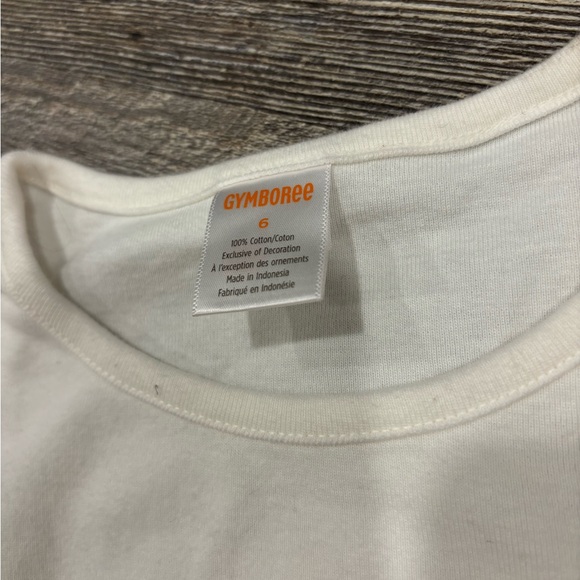 GYMBOREE
6
100% Cotton/Coton
Exclusive of Decoration
À l'exception des ornements
Made in Indonesia
Fabriqué en Indonésie